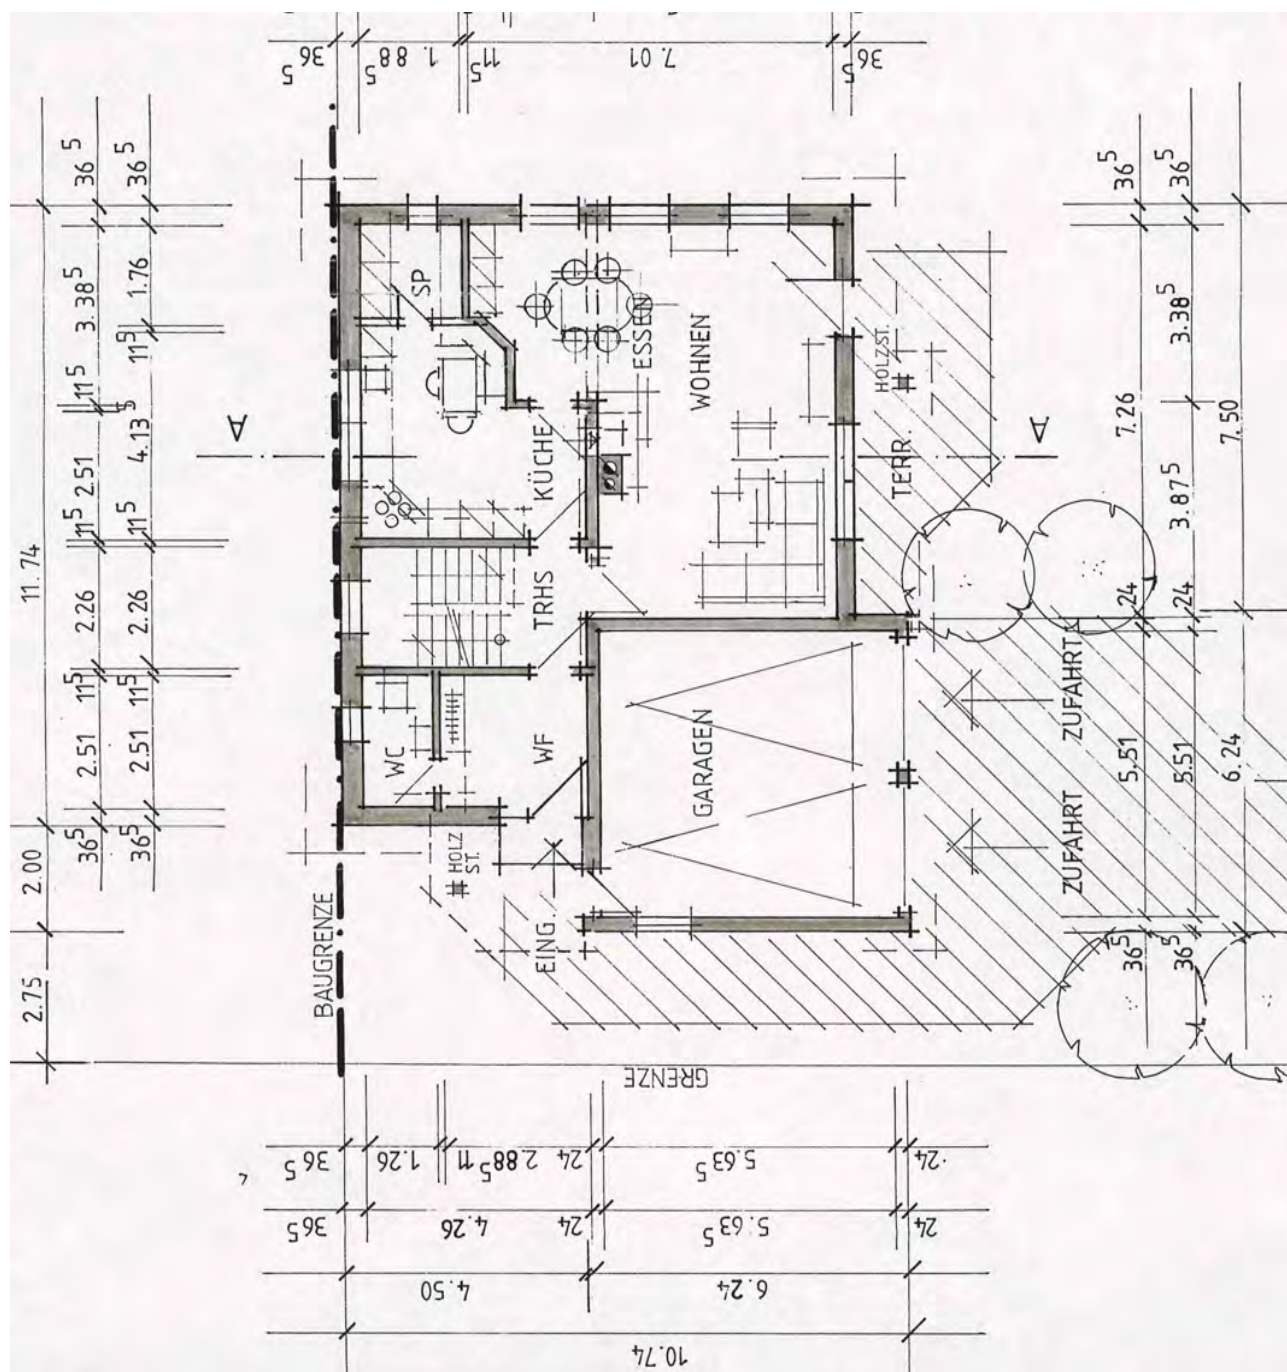 36⁵
1.88⁵
11⁵
7.01
36⁵
36⁵
3.38⁵
11⁵
2.51
11⁵
2.26
11⁵
2.51
36⁵
36⁵
1.76
11⁵
4.13⁵
11⁵
2.26
11⁵
2.51
36⁵
11.74
2.00
2.75
A
A
BAUGRENZE
SP
KÜCHE
ESSEN
WOHNEN
TERR.
HOLZST.
TRHS
WC
WF
GARAGEN
HOLZ
ST.
EING.
ZUFAHRT
ZUFAHRT
GRENZE
36⁵
7.26
24
5.51
36⁵
36⁵
3.38⁵
3.87⁵
24
5.51
36⁵
7.50
6.24
36⁵
1.26
11
2.88⁵
24
5.63⁵
24
36⁵
4.26
24
5.63⁵
24
4.50
6.24
10.74